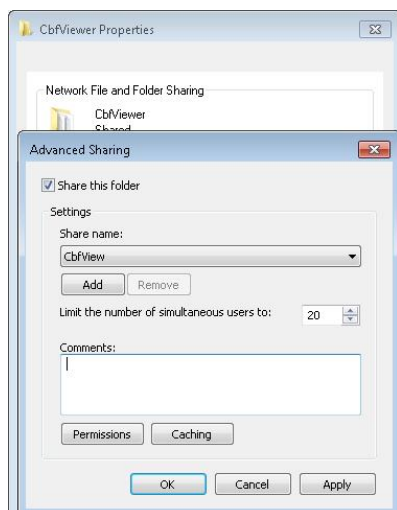 CbfViewer Properties
Network File and Folder Sharing
CbfViewer
Shared
Advanced Sharing
Share this folder
Settings
Share name:
CbfView
Add Remove
Limit the number of simultaneous users to: 20
Comments:
Permissions Caching
OK Cancel Apply